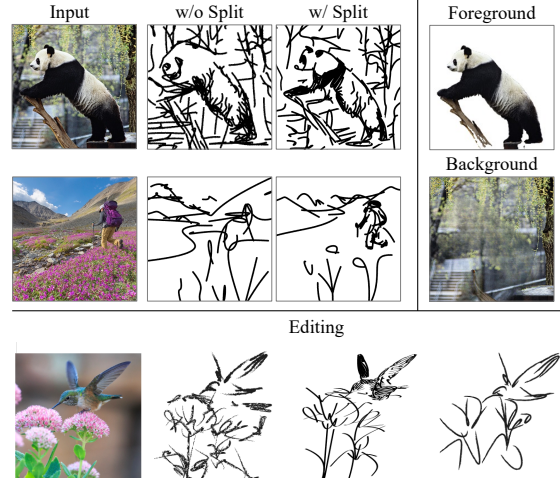 Input
w/o Split
w/ Split
Foreground
Background
Editing